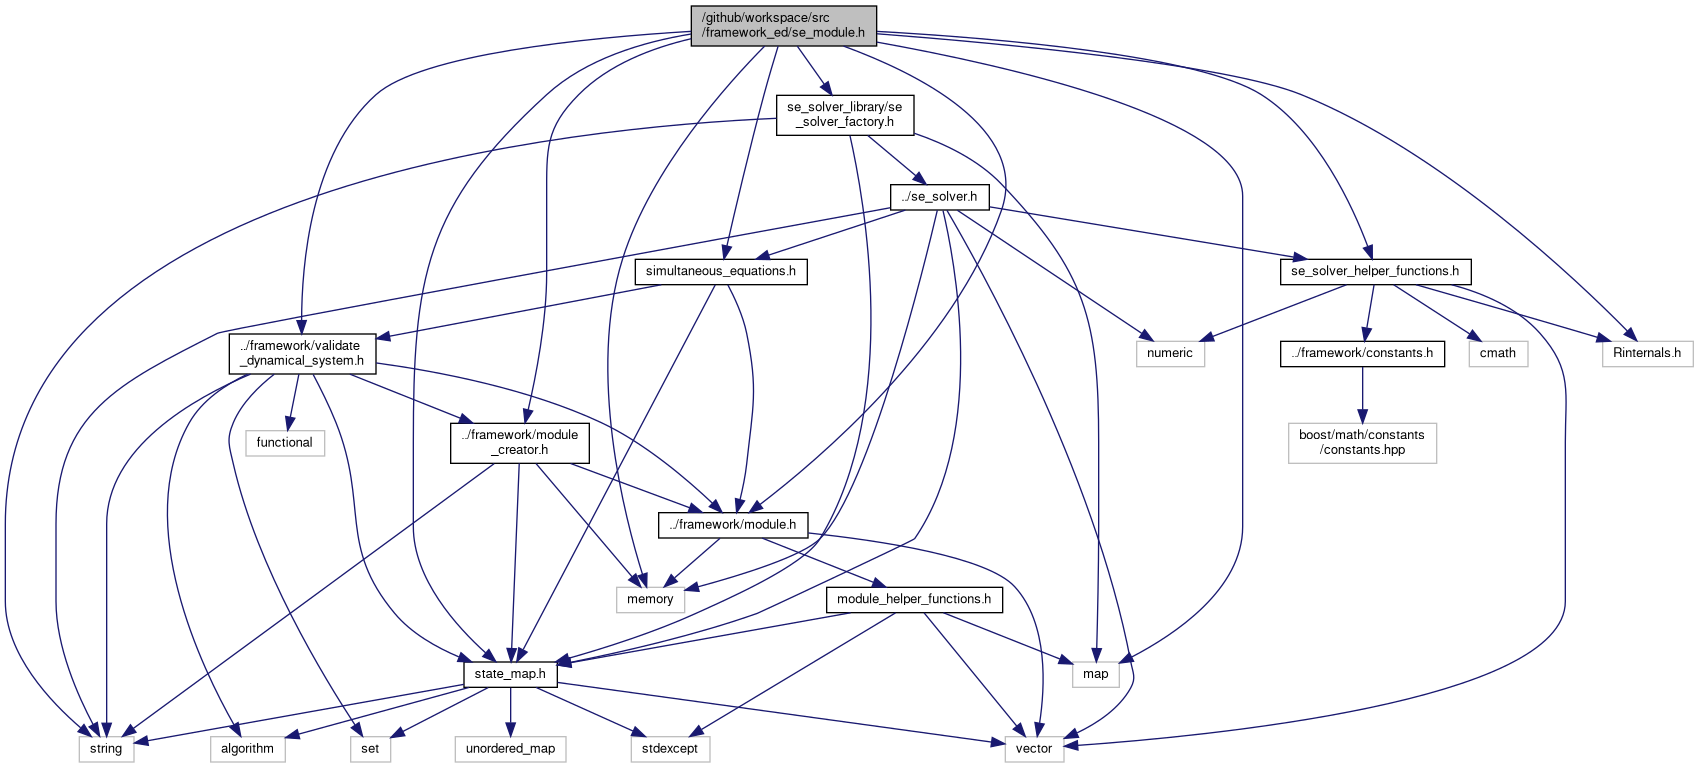 /github/workspace/src
/framework_ed/se_module.h
se_solver_library/se
_solver_factory.h
../se_solver.h
simultaneous_equations.h
se_solver_helper_functions.h
../framework/validate
_dynamical_system.h
numeric
../framework/constants.h
cmath
Rinternals.h
functional
../framework/module
_creator.h
boost/math/constants
/constants.hpp
../framework/module.h
memory
module_helper_functions.h
state_map.h
map
string
algorithm
set
unordered_map
stdexcept
vector